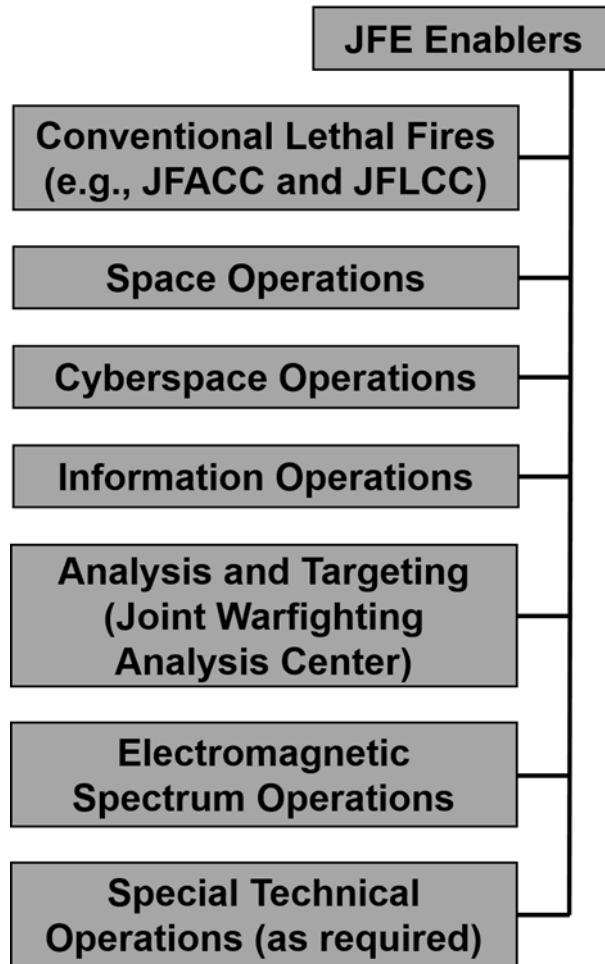 JFE Enablers
Conventional Lethal Fires
(e.g., JFACC and JFLCC)
Space Operations
Cyberspace Operations
Information Operations
Analysis and Targeting
(Joint Warfighting
Analysis Center)
Electromagnetic
Spectrum Operations
Special Technical
Operations (as required)